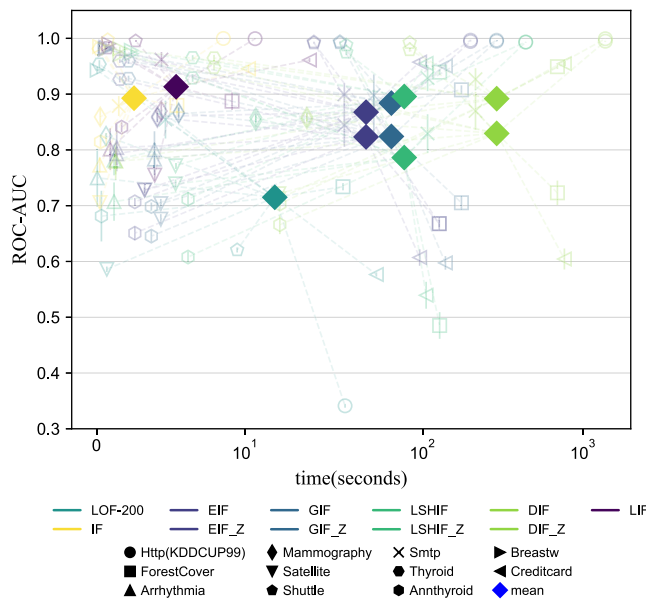 1.0
0.9
0.8
0.7
0.6
0.5
0.4
0.3
ROC-AUC
0 10¹ 10² 10³
time(seconds)
LOF-200 EIF GIF LSHIF DIF LIF
IF EIF_Z GIF_Z LSHIF_Z DIF_Z
Http(KDDCUP99) Mammography Smtp Breastw
ForestCover Satellite Thyroid Creditcard
Arrhythmia Shuttle Annthyroid mean